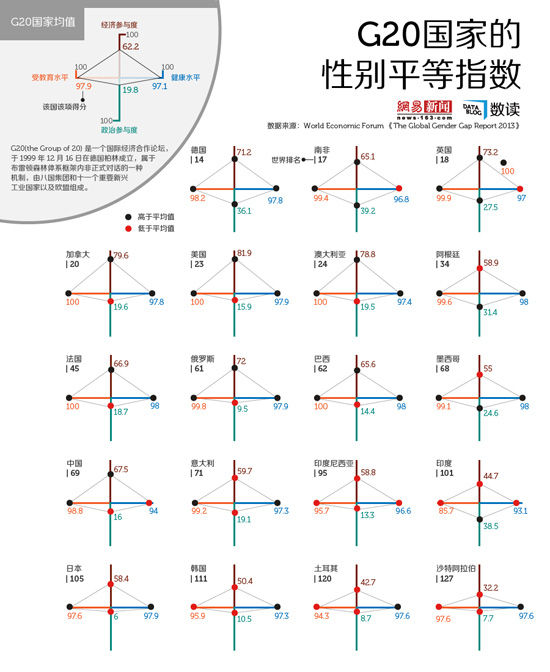 G20国家均值
经济参与度
100
62.2
100
100
受教育水平
健康水平
97.9
19.8
97.1
该国该项得分
100
政治参与度
G20国家的
性别平等指数
網易 新闻
news·163.com
DATA BLOG
数读
数据来源：World Economic Forum 《The Global Gender Gap Report 2013》
G20(the Group of 20) 是一个国际经济合作论坛，
于 1999 年 12 月 16 日在德国柏林成立，属于
布雷顿森林体系框架内非正式对话的一种
机制，由八国集团和十一个重要新兴
工业国家以及欧盟组成。
高于平均值
低于平均值
德国
| 14
71.2
98.2
97.8
36.1
南非
世界排名
| 17
65.1
99.4
96.8
39.2
英国
| 18
73.2
100
99.9
97
27.5
加拿大
| 20
79.6
100
97.8
19.6
美国
| 23
81.9
100
97.9
15.9
澳大利亚
| 24
78.8
100
97.4
19.5
阿根廷
| 34
58.9
99.6
98
31.4
法国
| 45
66.9
100
98
18.7
俄罗斯
| 61
72
99.8
97.9
9.5
巴西
| 62
65.6
100
98
14.4
墨西哥
| 68
55
99.1
98
24.6
中国
| 69
67.5
98.8
94
16
意大利
| 71
59.7
99.2
97.3
19.1
印度尼西亚
| 95
58.8
95.7
96.6
13.3
印度
| 101
44.7
85.7
93.1
38.5
日本
| 105
58.4
97.6
97.9
6
韩国
| 111
50.4
95.9
97.3
10.5
土耳其
| 120
42.7
94.3
97.6
8.7
沙特阿拉伯
| 127
32.2
97.6
97.6
7.7